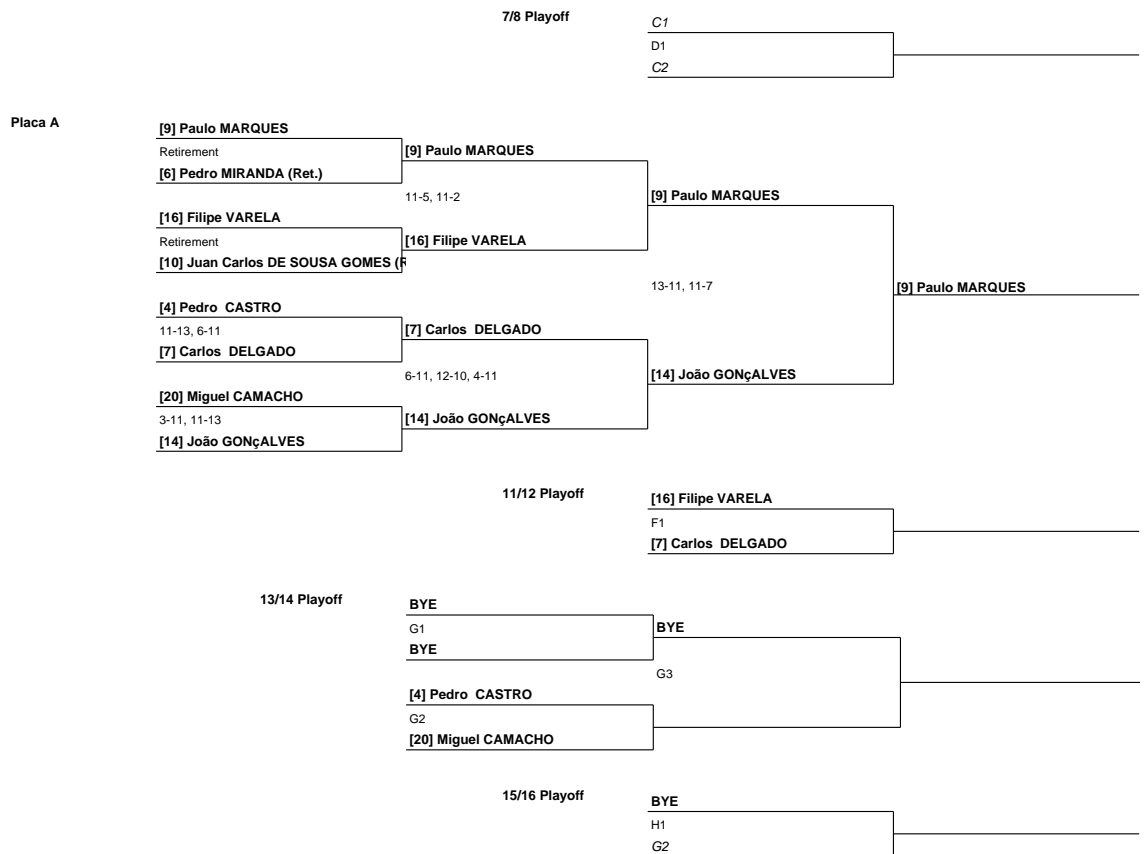 7/8 Playoff
C1
D1
C2
Placa A
[9] Paulo MARQUES
Retirement
[9] Paulo MARQUES
[6] Pedro MIRANDA (Ret.)
11-5, 11-2
[9] Paulo MARQUES
[16] Filipe VARELA
Retirement
[16] Filipe VARELA
[10] Juan Carlos DE SOUSA GOMES (
13-11, 11-7
[9] Paulo MARQUES
[4] Pedro CASTRO
11-13, 6-11
[7] Carlos DELGADO
[7] Carlos DELGADO
6-11, 12-10, 4-11
[14] João GONçALVES
[20] Miguel CAMACHO
3-11, 11-13
[14] João GONçALVES
[14] João GONçALVES
11/12 Playoff
[16] Filipe VARELA
F1
[7] Carlos DELGADO
13/14 Playoff
BYE
G1
BYE
BYE
G3
[4] Pedro CASTRO
G2
[20] Miguel CAMACHO
15/16 Playoff
BYE
H1
G2